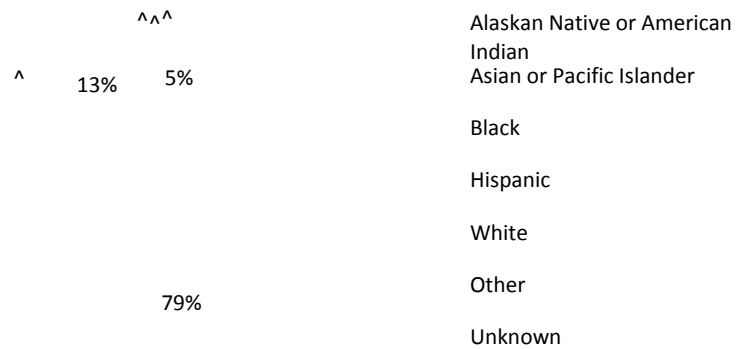 ^^^
^ 13% 5%
79%
Alaskan Native or American
Indian
Asian or Pacific Islander
Black
Hispanic
White
Other
Unknown